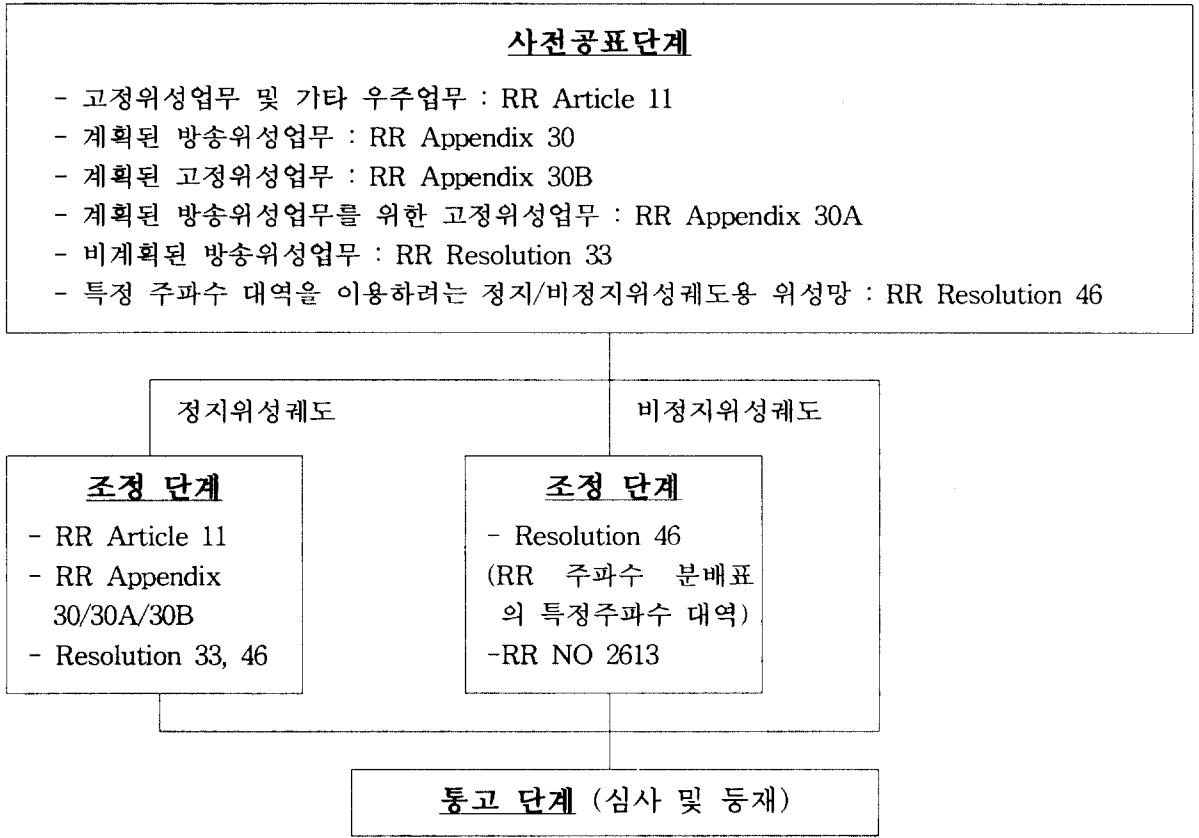 사전공표단계
- 고정위성업무 및 기타 우주업무 : RR Article 11
- 계획된 방송위성업무 : RR Appendix 30
- 계획된 고정위성업무 : RR Appendix 30B
- 계획된 방송위성업무를 위한 고정위성업무 : RR Appendix 30A
- 비계획된 방송위성업무 : RR Resolution 33
- 특정 주파수 대역을 이용하려는 정지/비정지위성궤도용 위성망 : RR Resolution 46
정지위성궤도
비정지위성궤도
조정 단계
- RR Article 11
- RR Appendix
30/30A/30B
- Resolution 33, 46
조정 단계
- Resolution 46
(RR 주파수 분배표
의 특정주파수 대역)
-RR NO 2613
통고 단계 (심사 및 등재)